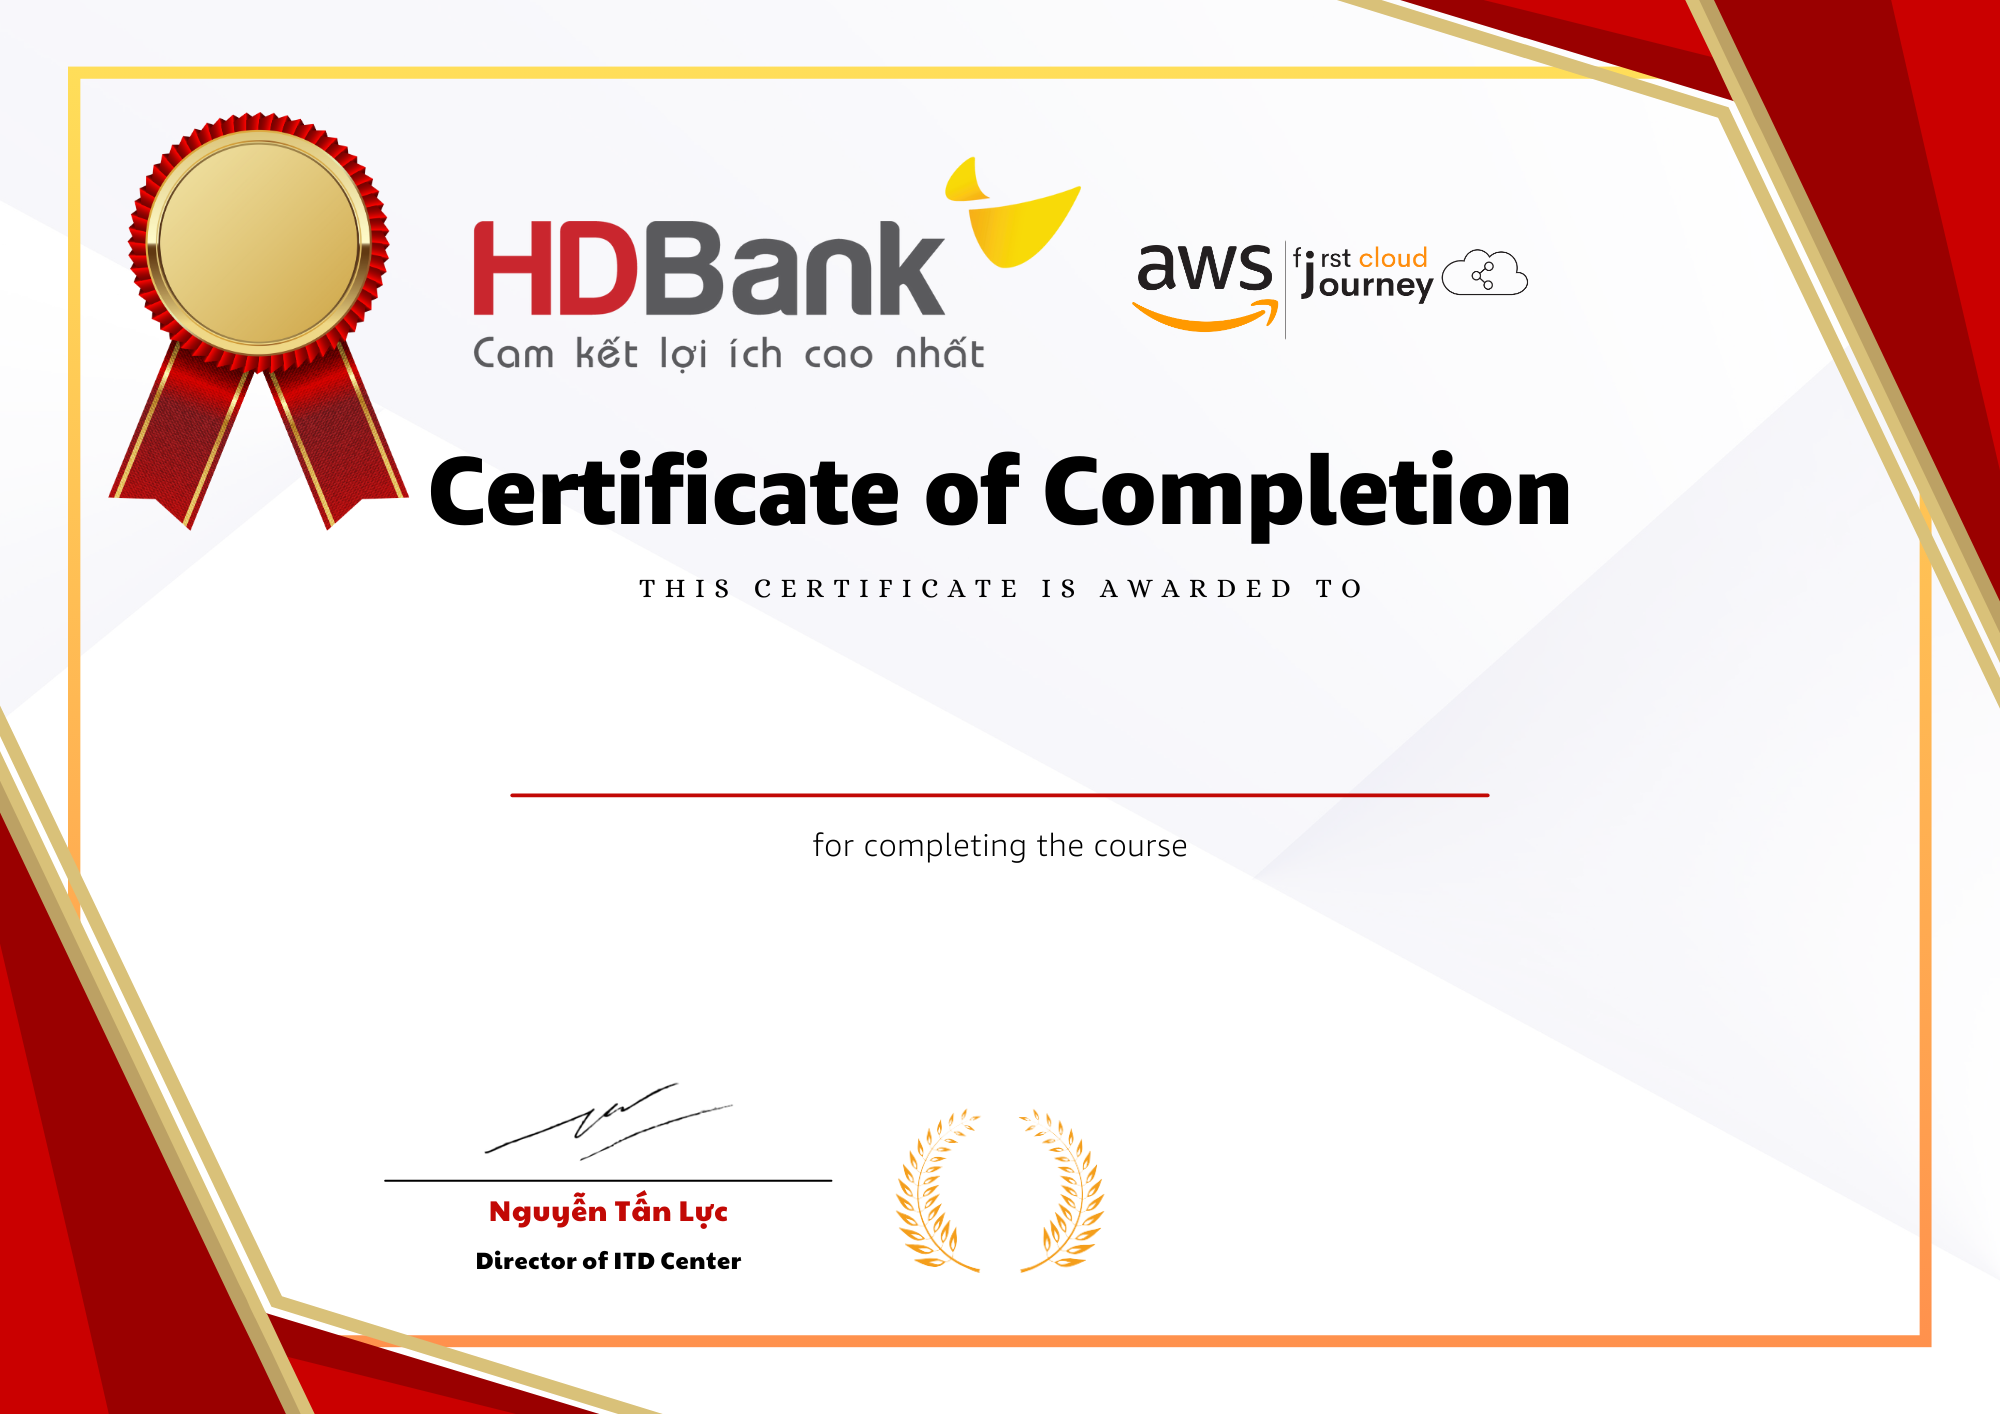 HDBank
Cam kết lợi ích cao nhất
aws
first cloud
journey
Certificate of Completion
THIS CERTIFICATE IS AWARDED TO
for completing the course
Nguyễn Tấn Lực
Director of ITD Center